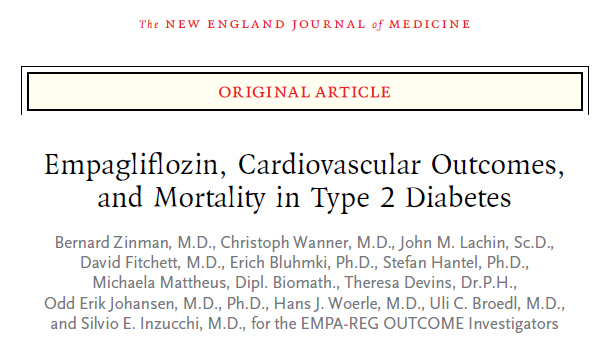 The NEW ENGLAND JOURNAL of MEDICINE
ORIGINAL ARTICLE
Empagliflozin, Cardiovascular Outcomes,
and Mortality in Type 2 Diabetes
Bernard Zinman, M.D., Christoph Wanner, M.D., John M. Lachin, Sc.D.,
David Fitchett, M.D., Erich Bluhmki, Ph.D., Stefan Hantel, Ph.D.,
Michaela Mattheus, Dipl. Biomath., Theresa Devins, Dr.P.H.,
Odd Erik Johansen, M.D., Ph.D., Hans J. Woerle, M.D., Uli C. Broedl, M.D.,
and Silvio E. Inzucchi, M.D., for the EMPA-REG OUTCOME Investigators